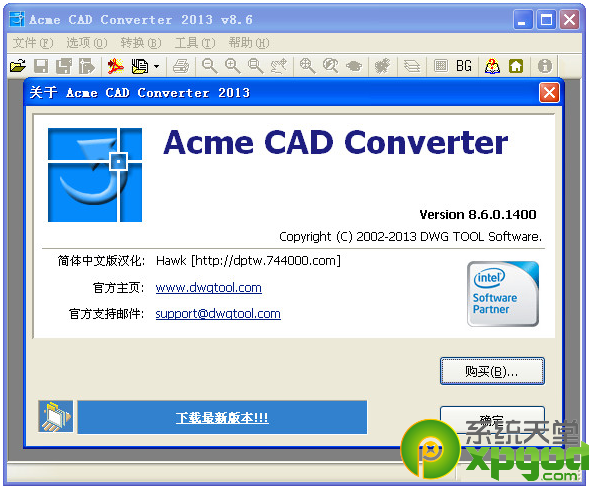 Acme CAD Converter 2013 v8.6
文件(F) 选项(O) 转换(B) 工具(T) 帮助(H)
BG
关于 Acme CAD Converter 2013
Acme CAD Converter
Version 8.6.0.1400
Copyright (C) 2002-2013 DWG TOOL Software.
简体中文版汉化: Hawk [http://dptw.744000.com]
官方主页: www.dwgtool.com
官方支持邮件: support@dwgtool.com
intel
Software
Partner
购买(B)...
下载最新版本!!!
确定
系统天堂
xpgod
.com